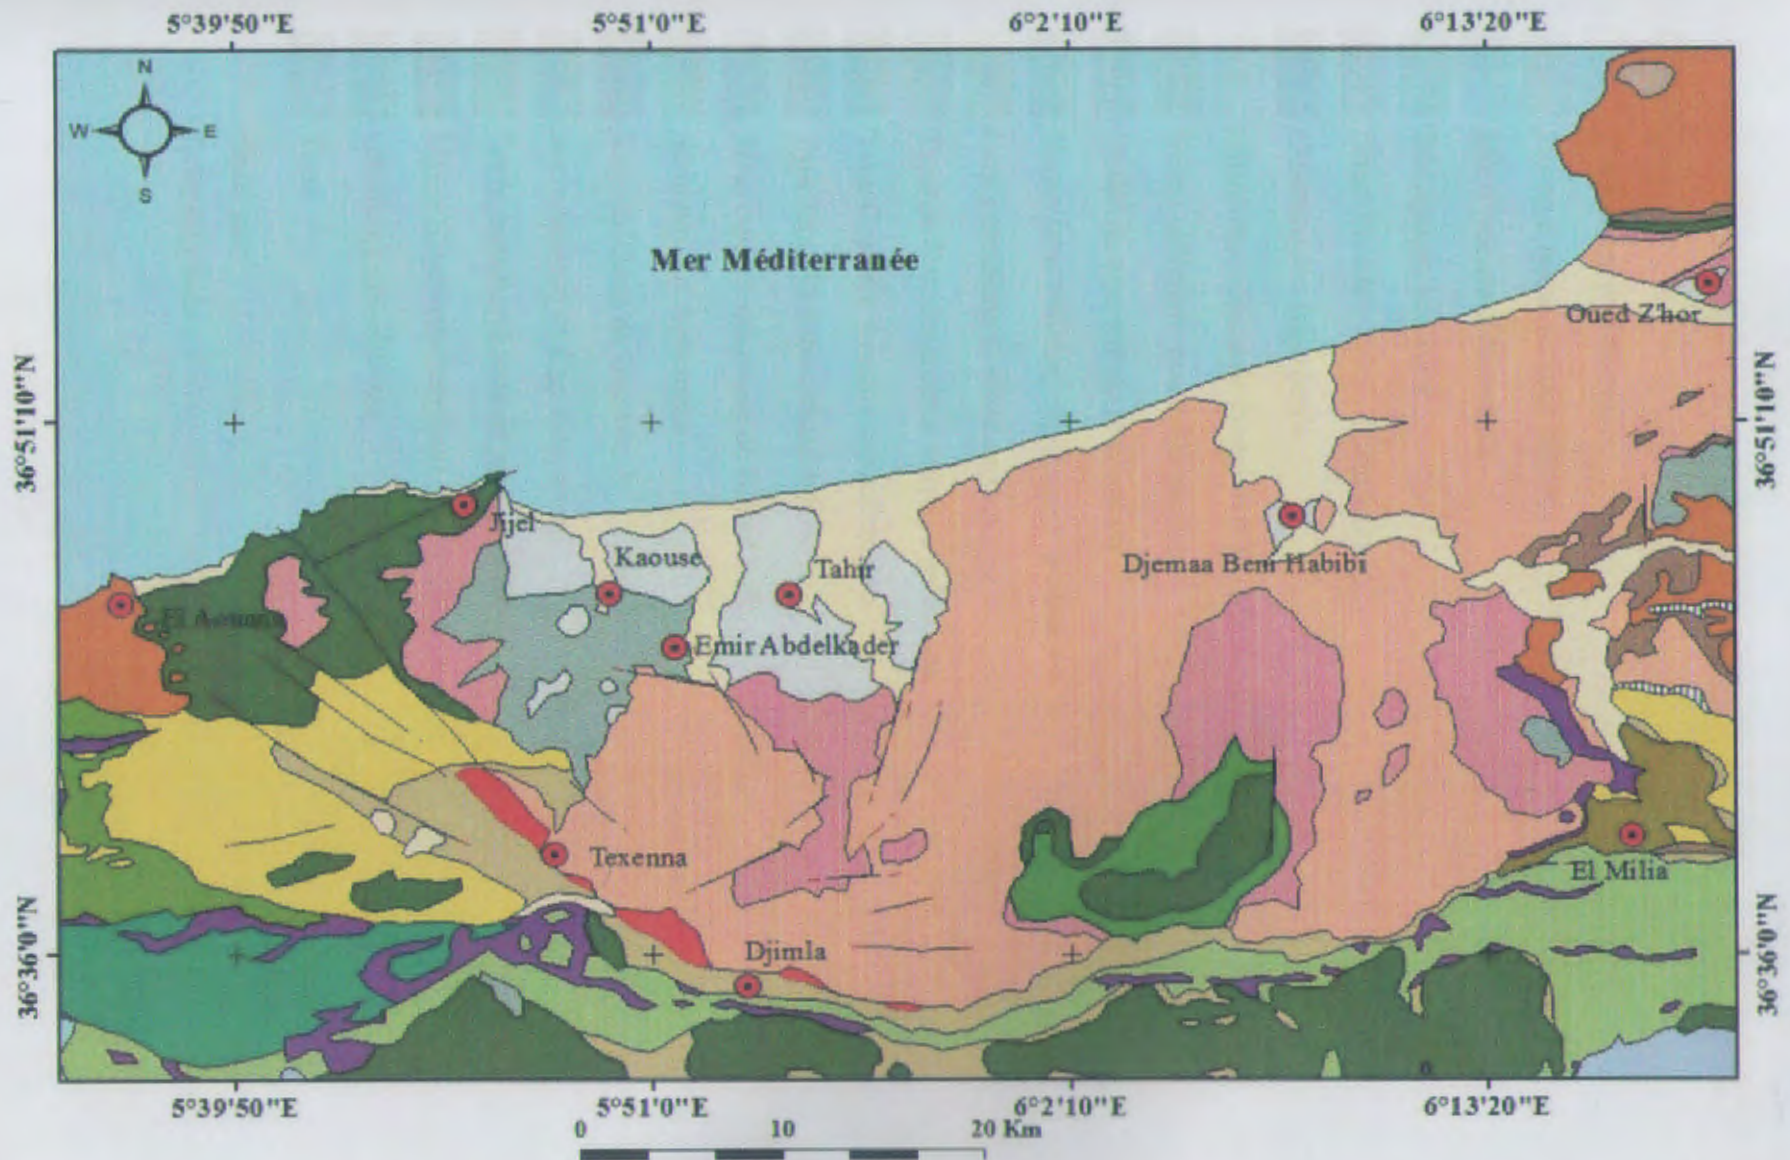 5°39'50"E 5°51'0"E 6°2'10"E 6°13'20"E
N
W E
S
Mer Méditerranée
Oued Z'hor
36°51'10"N 36°51'10"N
Jijel
Kaouse
Tahir
Djemaa Beni Habibi
El Aouana
Emir Abdelkader
Texenna
El Milia
36°36'0"N 36°36'0"N
Djimla
5°39'50"E 5°51'0"E 6°2'10"E 6°13'20"E
0 10 20 Km